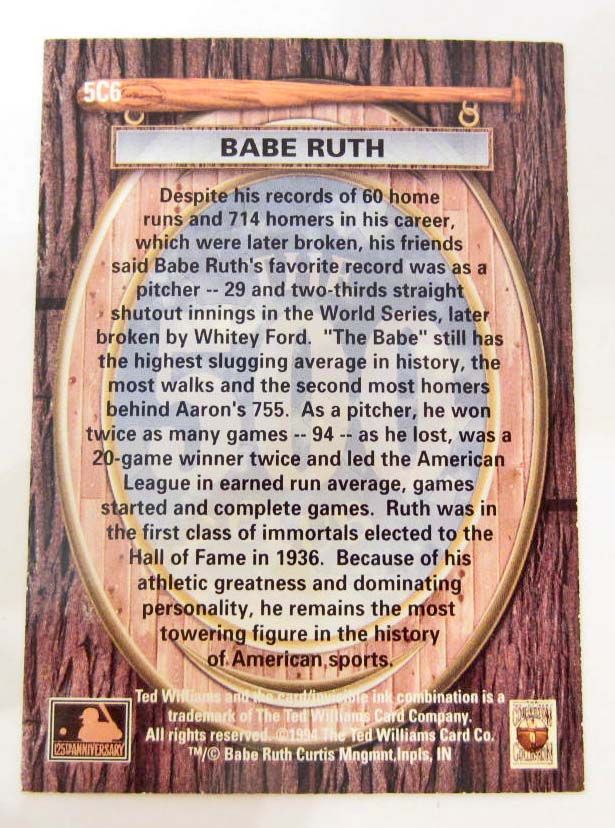 5C6
BABE RUTH
Despite his records of 60 home
runs and 714 homers in his career,
which were later broken, his friends
said Babe Ruth's favorite record was as a
pitcher -- 29 and two-thirds straight
shutout innings in the World Series, later
broken by Whitey Ford. "The Babe" still has
the highest slugging average in history, the
most walks and the second most homers
behind Aaron's 755. As a pitcher, he won
twice as many games -- 94 -- as he lost, was a
20-game winner twice and led the American
League in earned run average, games
started and complete games. Ruth was in
the first class of immortals elected to the
Hall of Fame in 1936. Because of his
athletic greatness and dominating
personality, he remains the most
towering figure in the history
of American sports.
Ted Williams and the card/invisible ink combination is a
trademark of The Ted Williams Card Company.
All rights reserved. ©1994 The Ted Williams Card Co.
™/© Babe Ruth Curtis Mngmnt,Inpls, IN
125TH ANNIVERSARY